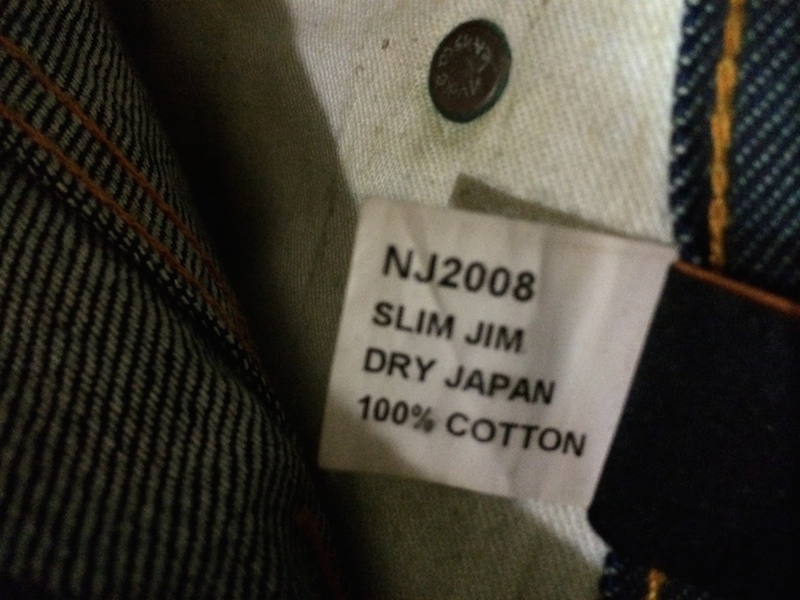 NJ2008
SLIM JIM
DRY JAPAN
100% COTTON